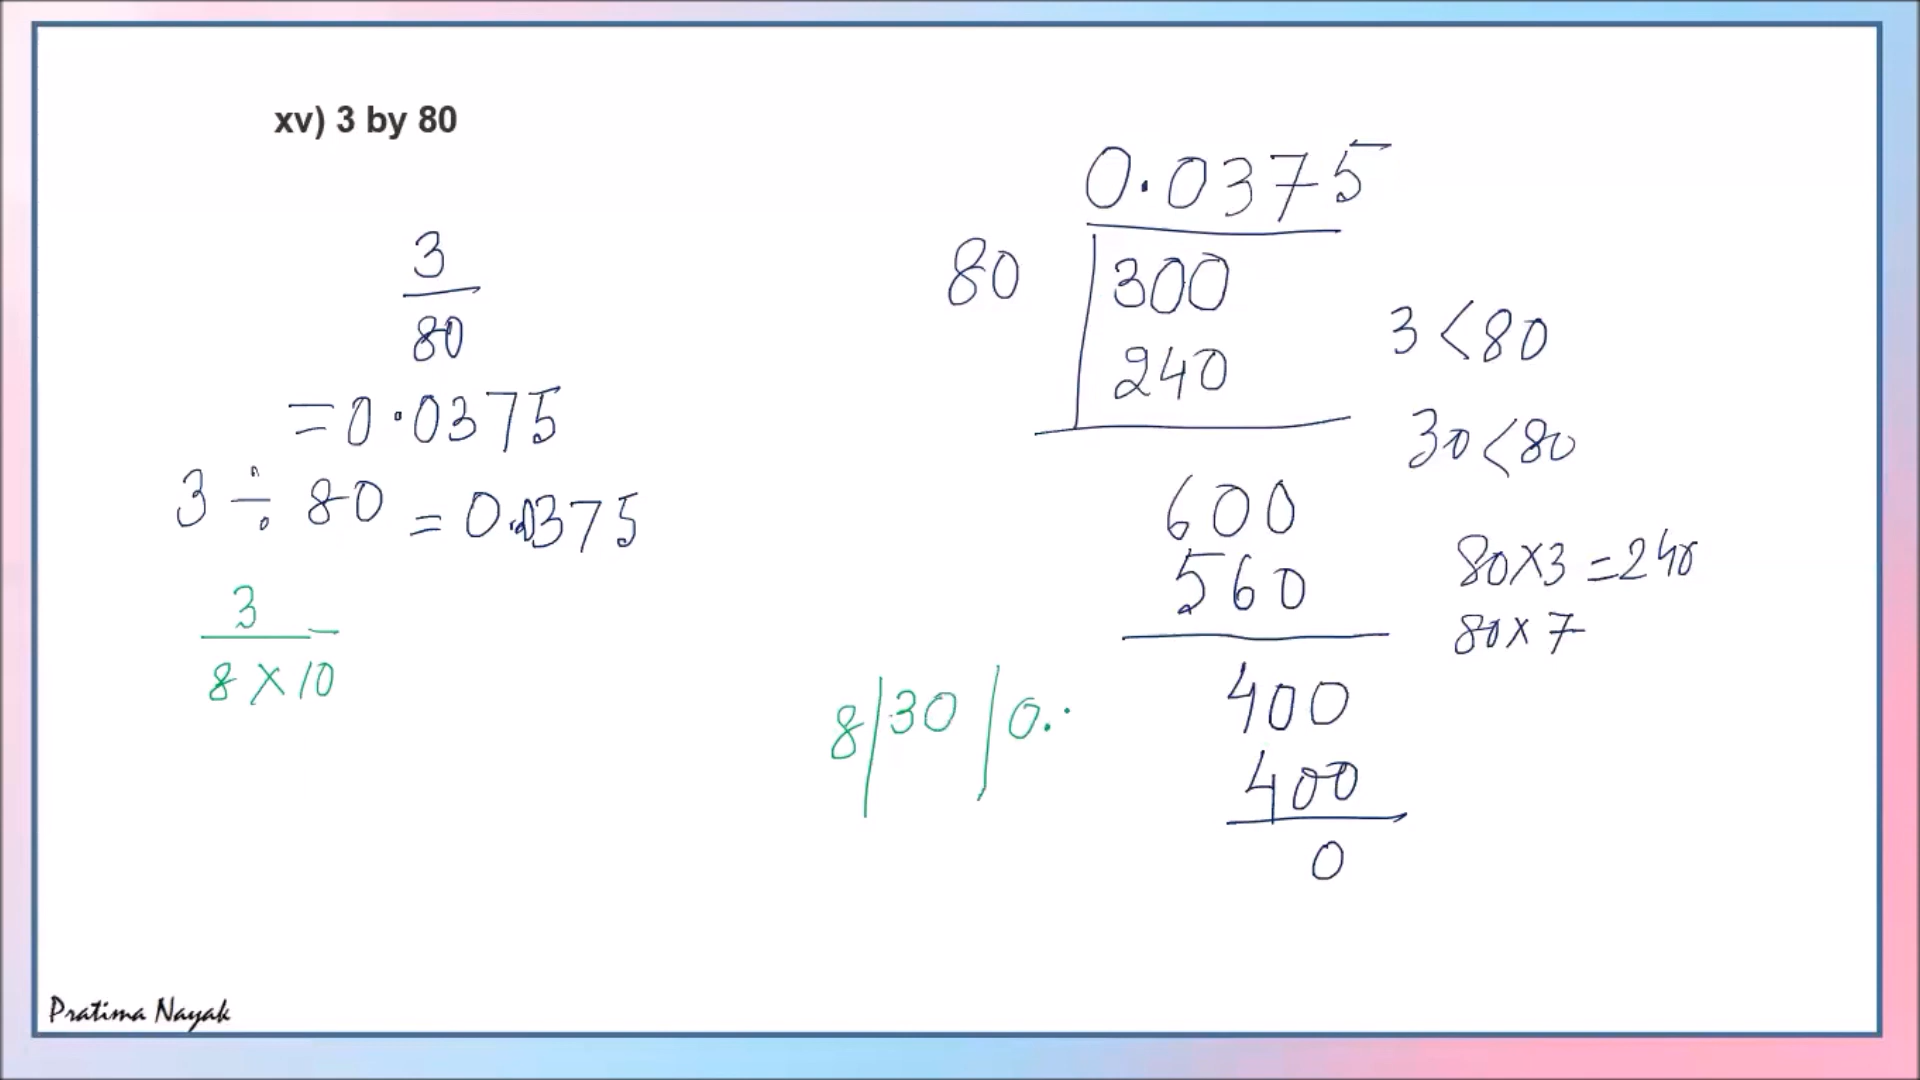 xv) 3 by 80
3
80
= 0.0375
3 ÷ 80 = 0.0375
3
8 × 10
0.0375
80
300
240
600
560
400
400
0
3 < 80
30 < 80
80×3 = 240
80×7
8 30 0.
Pratima Nayak